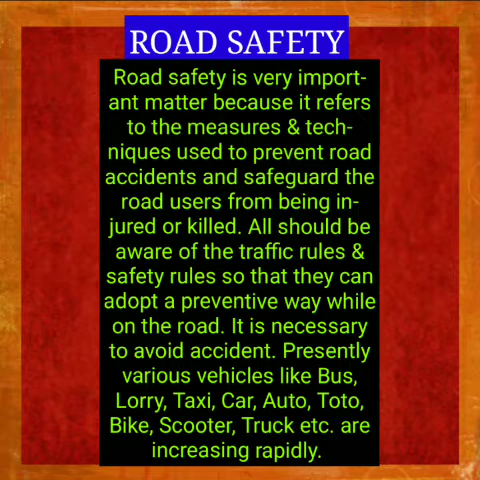 ROAD SAFETY
Road safety is very import-
ant matter because it refers
to the measures & tech-
niques used to prevent road
accidents and safeguard the
road users from being in-
jured or killed. All should be
aware of the traffic rules &
safety rules so that they can
adopt a preventive way while
on the road. It is necessary
to avoid accident. Presently
various vehicles like Bus,
Lorry, Taxi, Car, Auto, Toto,
Bike, Scooter, Truck etc. are
increasing rapidly.